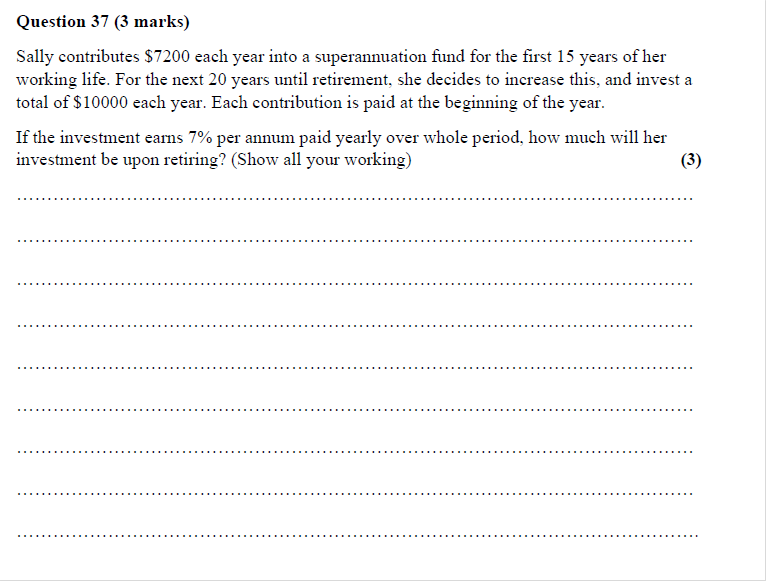 Question 37 (3 marks)
Sally contributes $7200 each year into a superannuation fund for the first 15 years of her
working life. For the next 20 years until retirement, she decides to increase this, and invest a
total of $10000 each year. Each contribution is paid at the beginning of the year.
If the investment earns 7% per annum paid yearly over whole period, how much will her
investment be upon retiring? (Show all your working) (3)